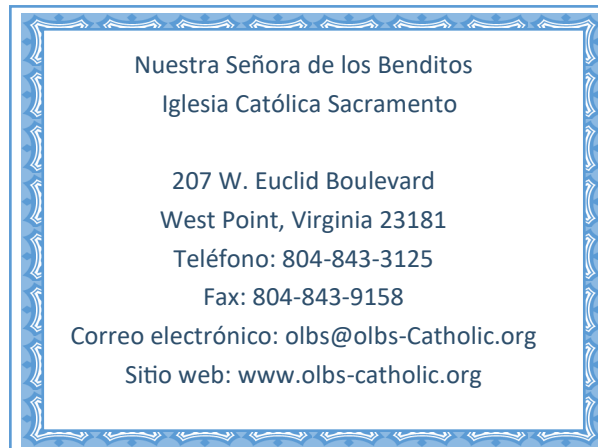 Nuestra Señora de los Benditos
Iglesia Católica Sacramento
207 W. Euclid Boulevard
West Point, Virginia 23181
Teléfono: 804-843-3125
Fax: 804-843-9158
Correo electrónico: olbs@olbs-Catholic.org
Sitio web: www.olbs-catholic.org